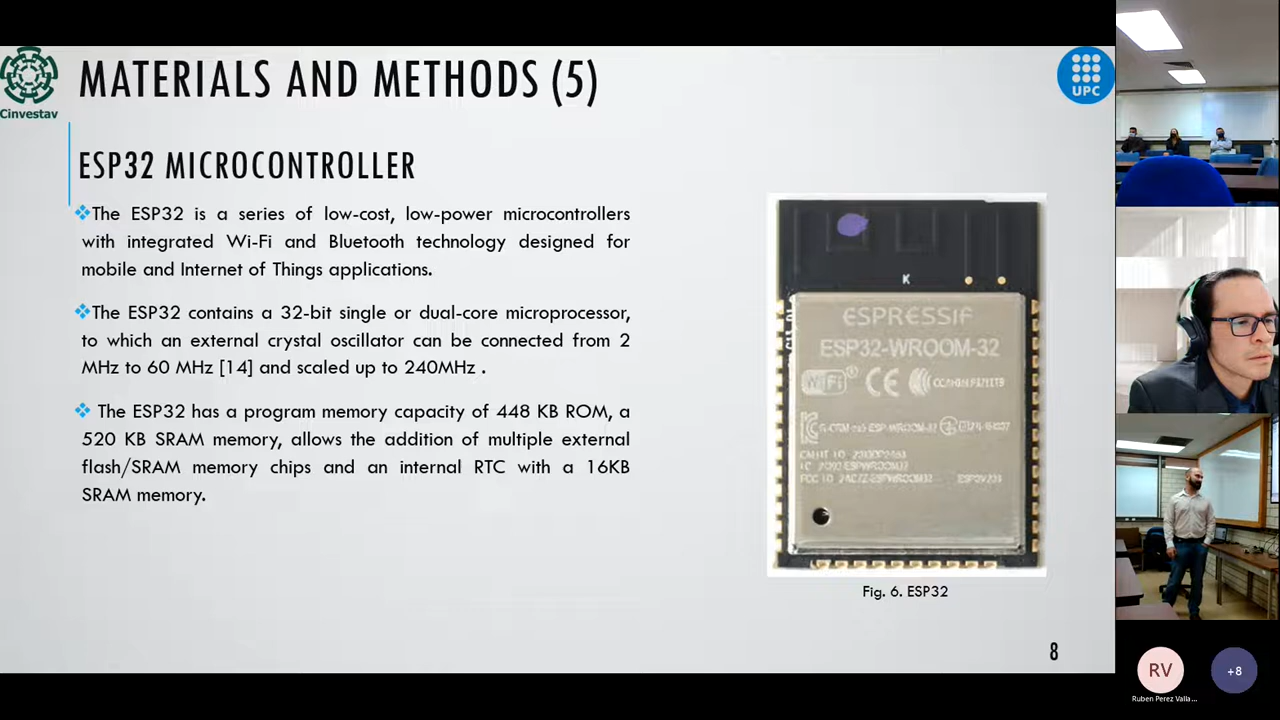 MATERIALS AND METHODS (5)
Cinvestav
UPC
ESP32 MICROCONTROLLER
❖The ESP32 is a series of low-cost, low-power microcontrollers
with integrated Wi-Fi and Bluetooth technology designed for
mobile and Internet of Things applications.
❖The ESP32 contains a 32-bit single or dual-core microprocessor,
to which an external crystal oscillator can be connected from 2
MHz to 60 MHz [14] and scaled up to 240MHz .
❖ The ESP32 has a program memory capacity of 448 KB ROM, a
520 KB SRAM memory, allows the addition of multiple external
flash/SRAM memory chips and an internal RTC with a 16KB
SRAM memory.
K
ESPRESSIF
ESP32-WROOM-32
WiFi CE
Fig. 6. ESP32
8
RV
+8
Ruben Perez Valla...